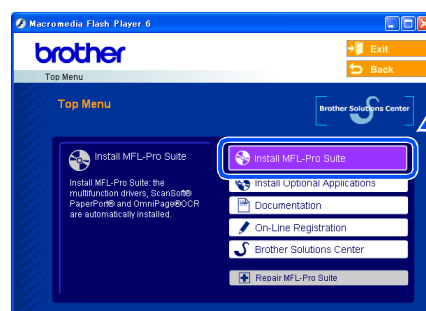 Macromedia Flash Player 6
brother
Exit
Back
Top Menu
Top Menu
Brother Solutions Center
Install MFL-Pro Suite
Install MFL-Pro Suite: the
multifunction drivers, ScanSoft®
PaperPort® and OmniPage®OCR
are automatically installed.
Install MFL-Pro Suite
Install Optional Applications
Documentation
On-Line Registration
Brother Solutions Center
Repair MFL-Pro Suite